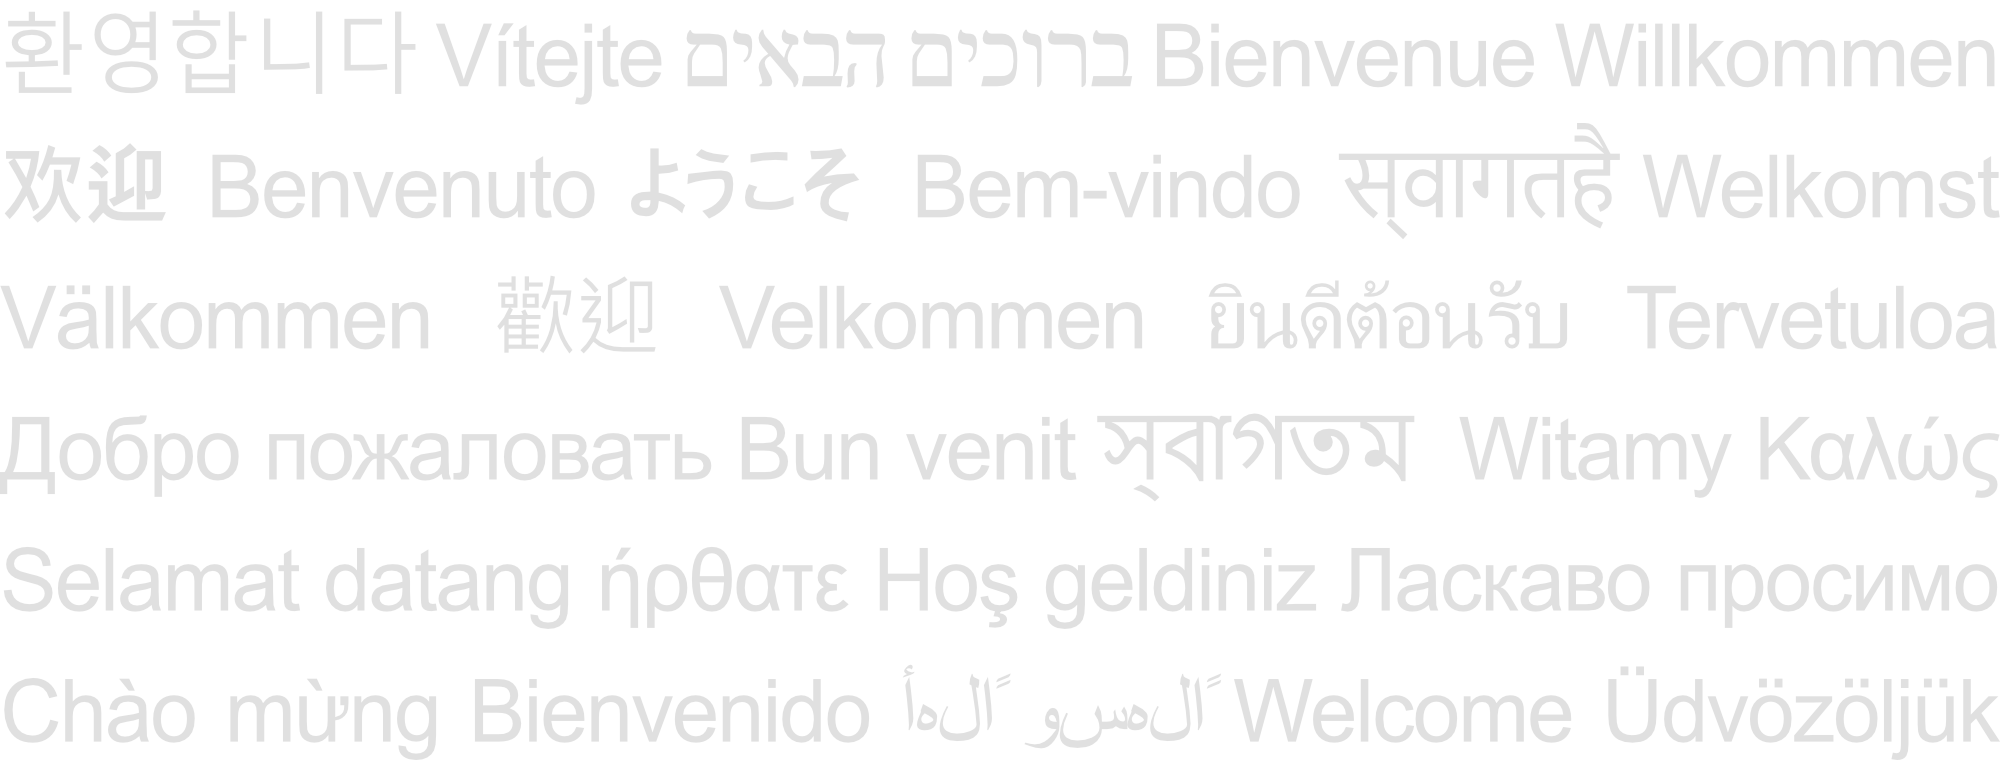 환영합니다 Vítejte ברוכים הבאים Bienvenue Willkommen
欢迎 Benvenuto ようこそ Bem-vindo स्वागतहै Welkomst
Välkommen 歡迎 Velkommen ยินดีต้อนรับ Tervetuloa
Добро пожаловать Bun venit স্বাগতম Witamy Καλώς
Selamat datang ήρθατε Hoş geldiniz Ласкаво просимо
Chào mừng Bienvenido أهلاً وسهلاً Welcome Üdvözöljük